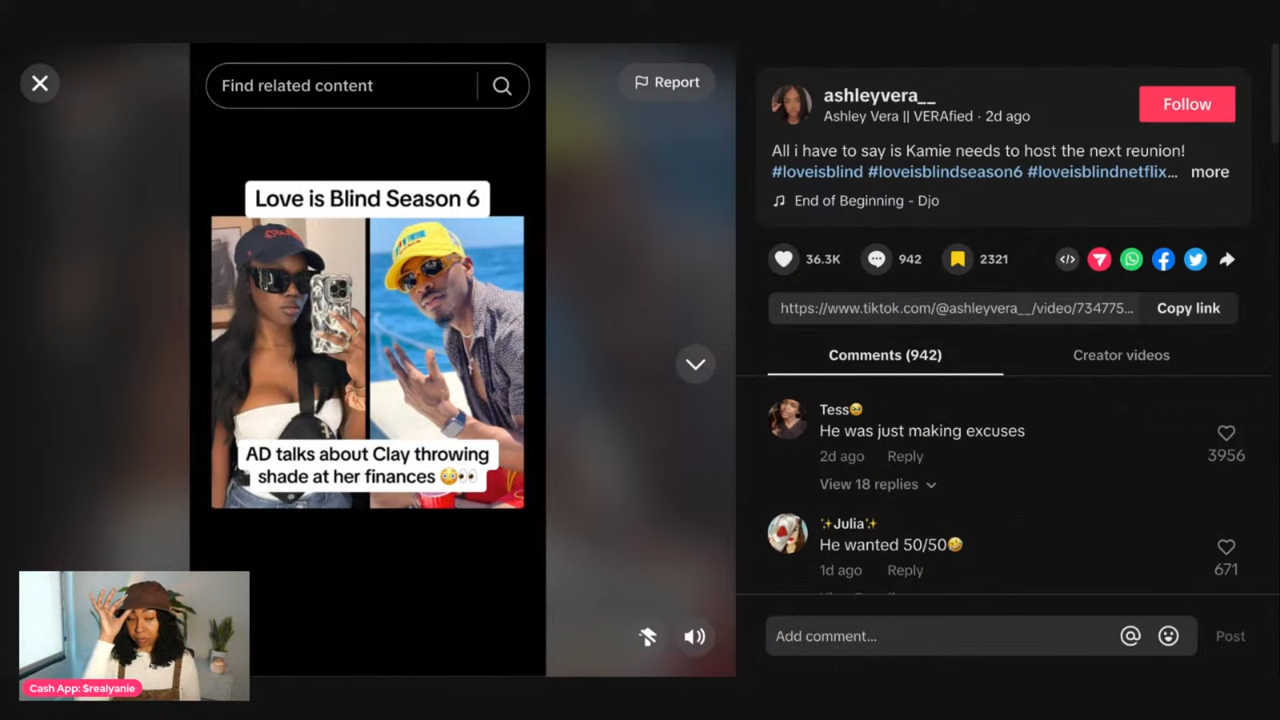 Find related content
Report
Love is Blind Season 6
AD talks about Clay throwing
shade at her finances 😳👀
Cash App: $realyanie
ashleyvera__
Ashley Vera || VERAfied · 2d ago
Follow
All i have to say is Kamie needs to host the next reunion!
#loveisblind #loveisblindseason6 #loveisblindnetflix... more
End of Beginning - Djo
36.3K
942
2321
https://www.tiktok.com/@ashleyvera__/video/734775...
Copy link
Comments (942)
Creator videos
Tess🥹
He was just making excuses
2d ago Reply
3956
View 18 replies
✨Julia✨
He wanted 50/50🤣
1d ago Reply
671
Add comment...
Post